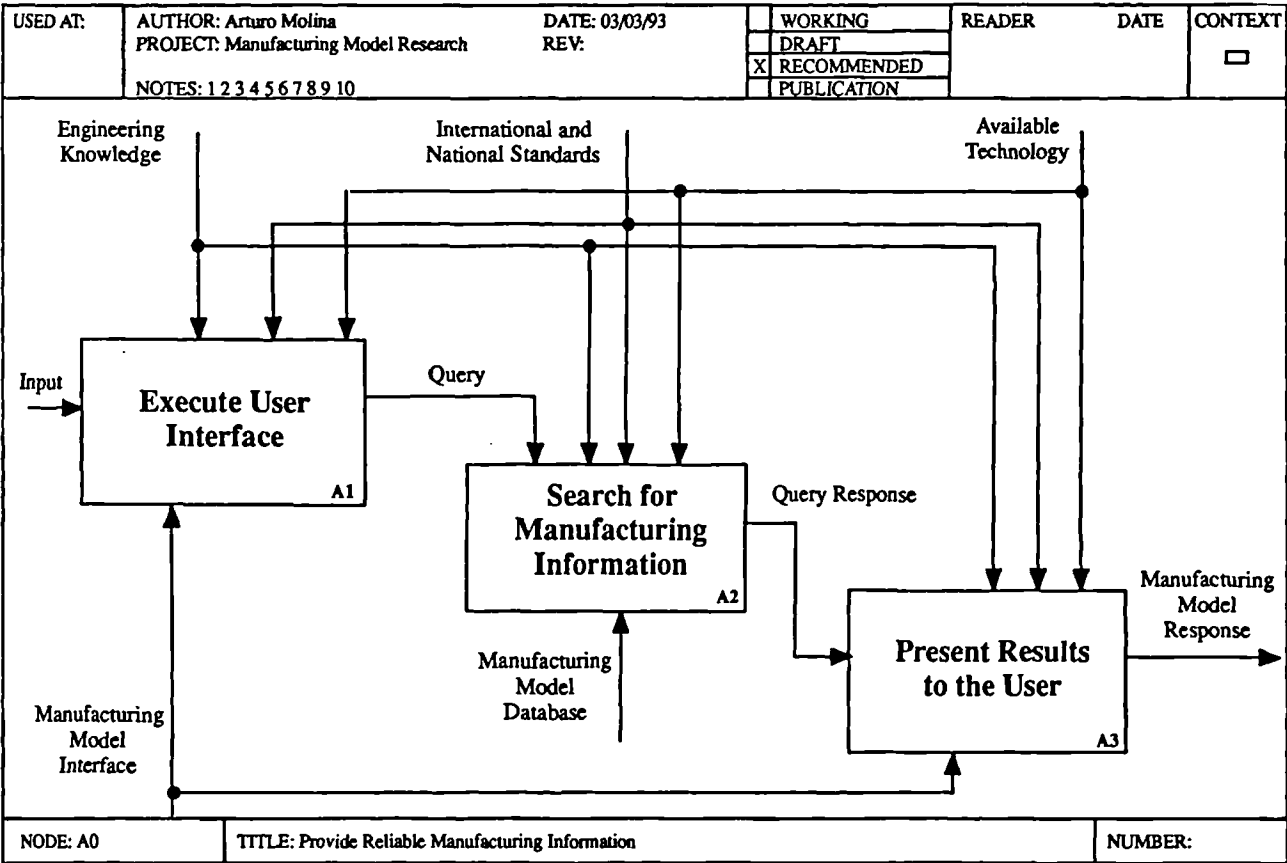 USED AT:
AUTHOR: Arturo Molina
DATE: 03/03/93
PROJECT: Manufacturing Model Research
REV:
NOTES: 1 2 3 4 5 6 7 8 9 10
WORKING
DRAFT
X RECOMMENDED
PUBLICATION
READER
DATE
CONTEXT
Engineering
Knowledge
International and
National Standards
Available
Technology
Input
Execute User
Interface
A1
Query
Search for
Manufacturing
Information
A2
Query Response
Manufacturing
Model
Database
Present Results
to the User
A3
Manufacturing
Model
Response
Manufacturing
Model
Interface
NODE: A0
TITLE: Provide Reliable Manufacturing Information
NUMBER: